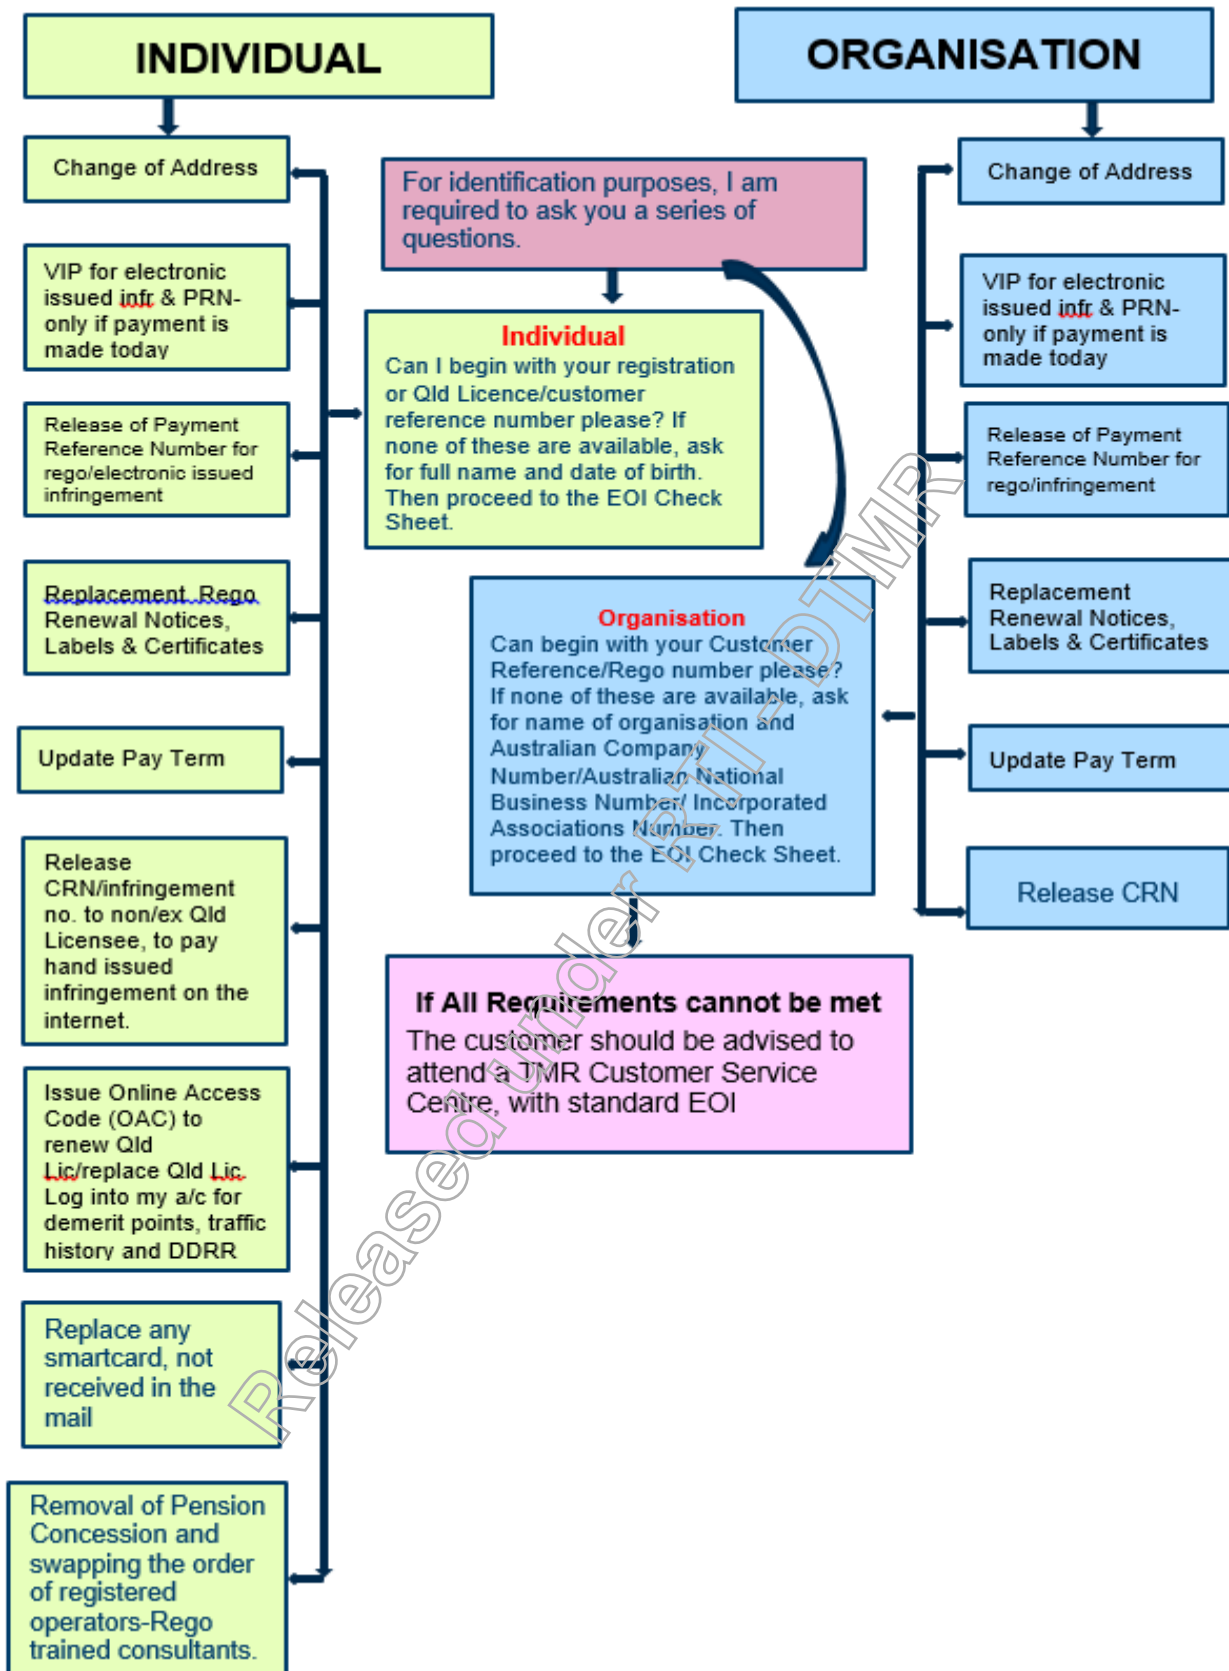 INDIVIDUAL
Change of Address
VIP for electronic
issued infr & PRN-
only if payment is
made today
Release of Payment
Reference Number for
rego/electronic issued
infringement
Replacement Rego
Renewal Notices,
Labels & Certificates
Update Pay Term
Release
CRN/infringement
no. to non/ex Qld
Licensee, to pay
hand issued
infringement on the
internet.
Issue Online Access
Code (OAC) to
renew Qld
Lic/replace Qld Lic.
Log into my a/c for
demerit points, traffic
history and DDRR
Replace any
smartcard, not
received in the
mail
Removal of Pension
Concession and
swapping the order
of registered
operators-Rego
trained consultants.
For identification purposes, I am
required to ask you a series of
questions.
Individual
Can I begin with your registration
or Qld Licence/customer
reference number please? If
none of these are available, ask
for full name and date of birth.
Then proceed to the EOI Check
Sheet.
Organisation
Can begin with your Customer
Reference/Rego number please?
If none of these are available, ask
for name of organisation and
Australian Company
Number/Australian National
Business Number/ Incorporated
Associations Number. Then
proceed to the EOI Check Sheet.
If All Requirements cannot be met
The customer should be advised to
attend a TMR Customer Service
Centre, with standard EOI
ORGANISATION
Change of Address
VIP for electronic
issued infr & PRN-
only if payment is
made today
Release of Payment
Reference Number for
rego/infringement
Replacement
Renewal Notices,
Labels & Certificates
Update Pay Term
Release CRN
Released under RTI - DTMR